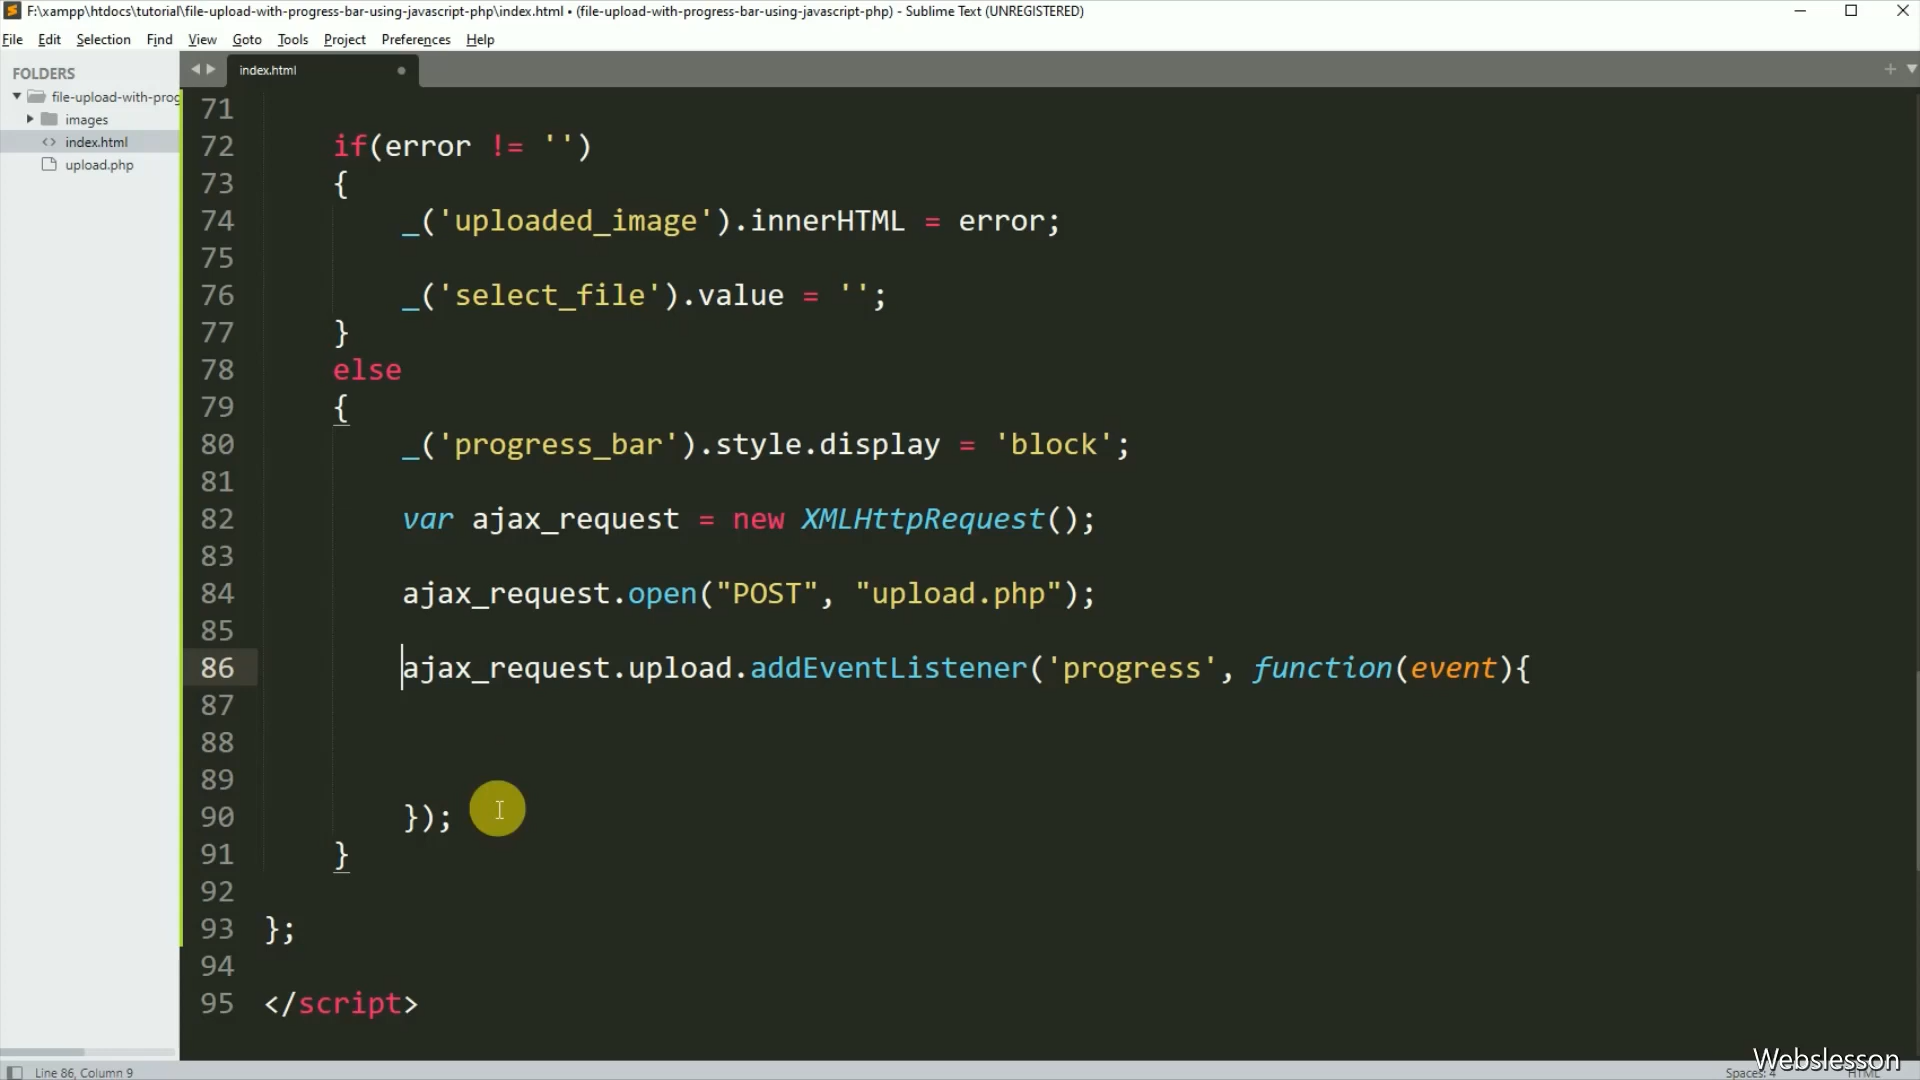 F:\xampp\htdocs\tutorial\file-upload-with-progress-bar-using-javascript-php\index.html • (file-upload-with-progress-bar-using-javascript-php) - Sublime Text (UNREGISTERED)
File Edit Selection Find View Goto Tools Project Preferences Help
FOLDERS
file-upload-with-prog
images
index.html
upload.php
index.html
71
72 if(error != '')
73 {
74 _('uploaded_image').innerHTML = error;
75
76 _('select_file').value = '';
77 }
78 else
79 {
80 _('progress_bar').style.display = 'block';
81
82 var ajax_request = new XMLHttpRequest();
83
84 ajax_request.open("POST", "upload.php");
85
86 ajax_request.upload.addEventListener('progress', function(event){
87
88
89
90 });
91 }
92
93 };
94
95 </script>
Line 86, Column 9
Spaces: 4
HTML
Webslesson